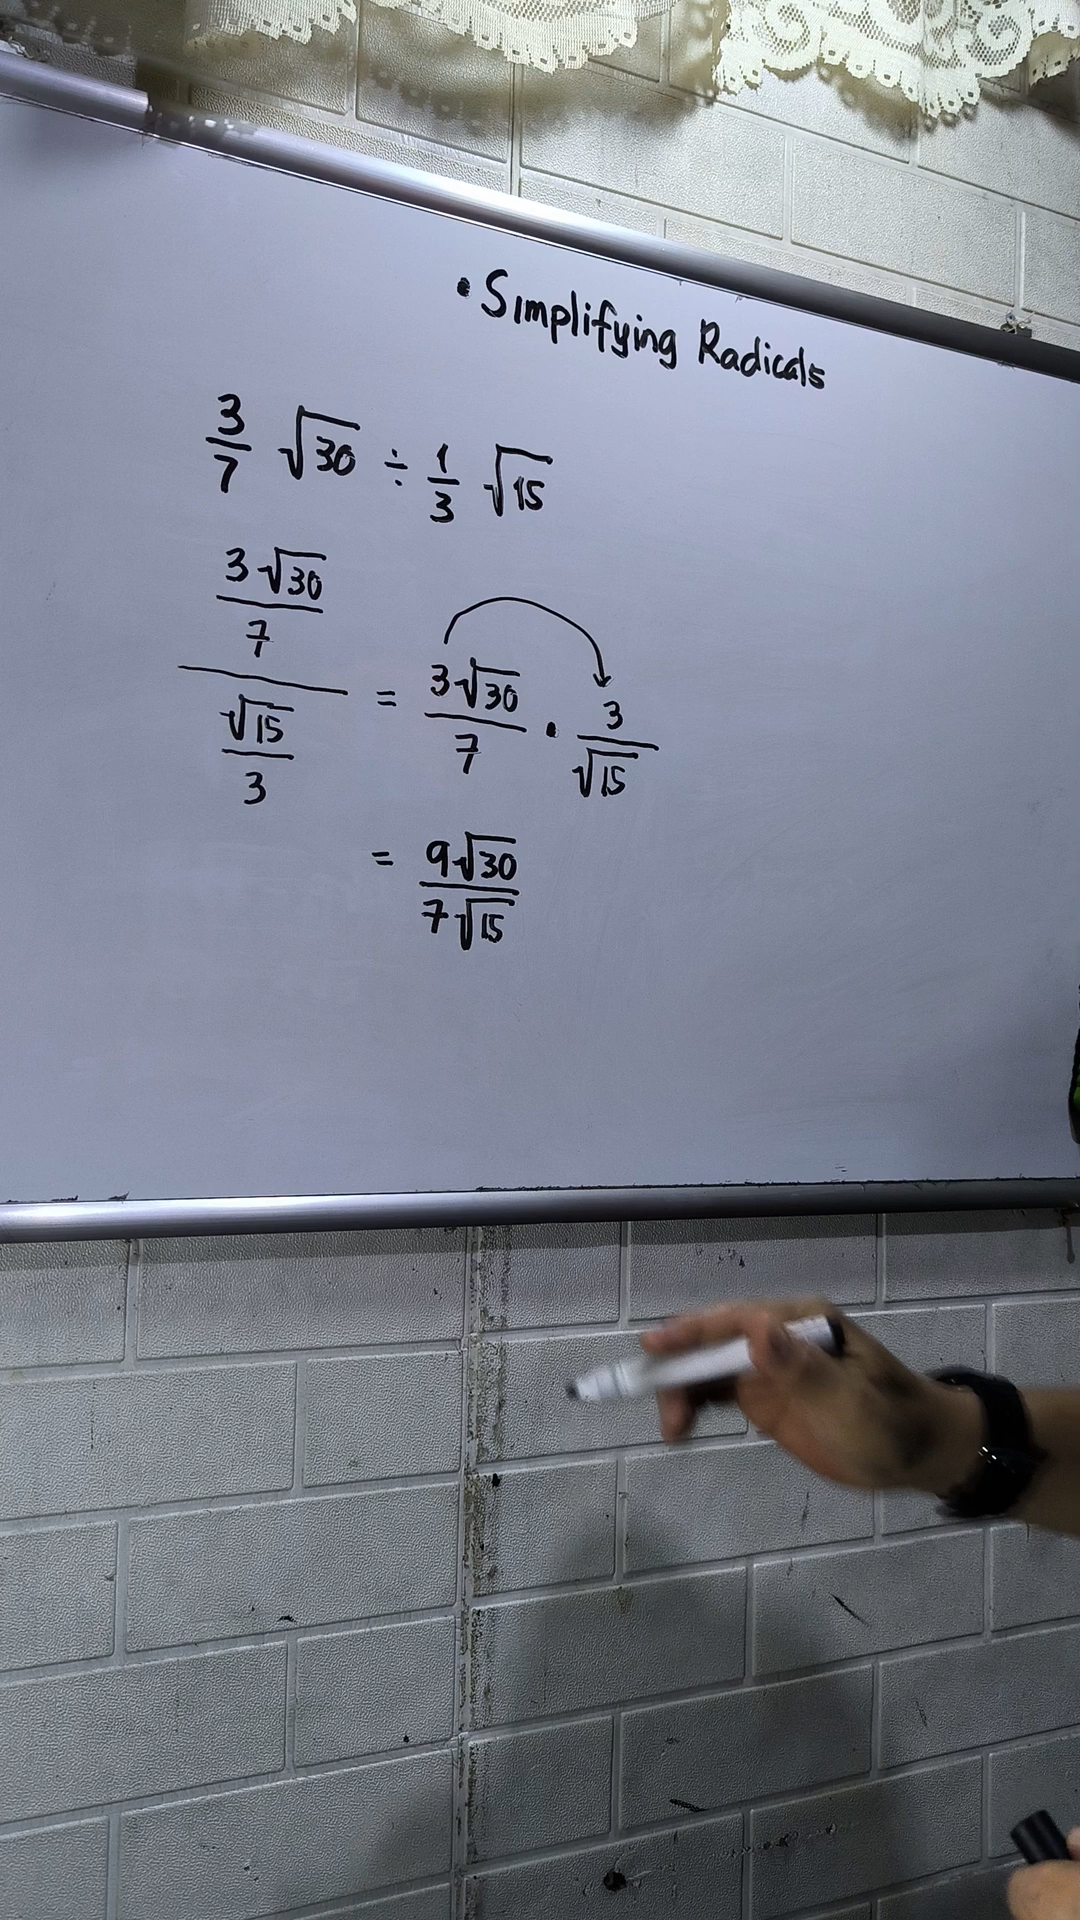 • Simplifying Radicals
3/7 √30 ÷ 1/3 √15
(3√30/7)/(√15/3) = 3√30/7 · 3/√15
= 9√30/7√15